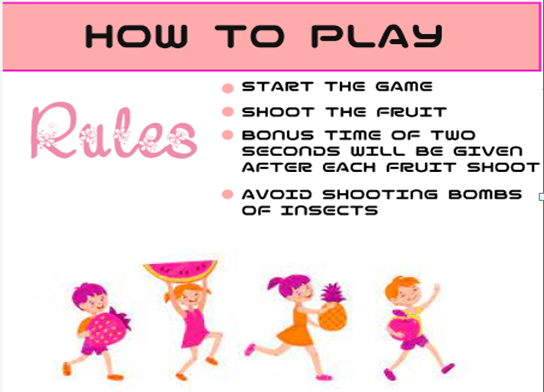 HOW TO PLAY
Rules
START THE GAME
SHOOT THE FRUIT
BONUS TIME OF TWO
SECONDS WILL BE GIVEN
AFTER EACH FRUIT SHOOT
AVOID SHOOTING BOMBS
OF INSECTS